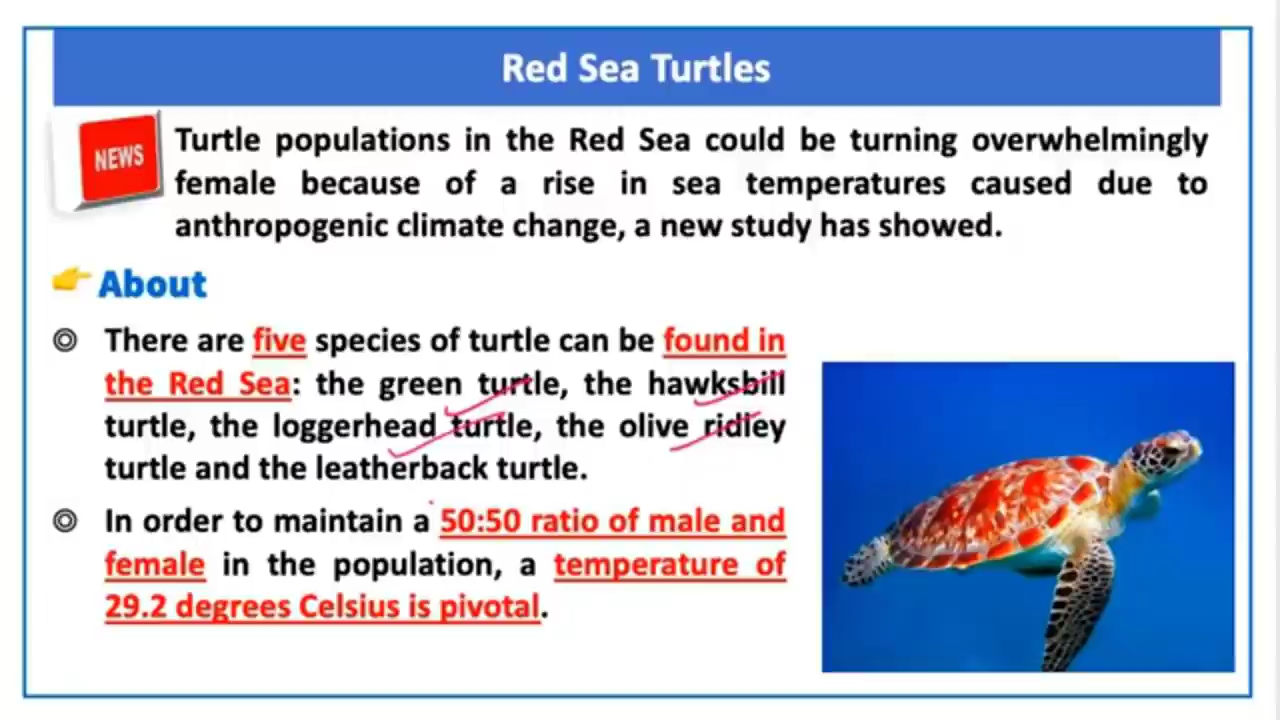 Red Sea Turtles
NEWS
Turtle populations in the Red Sea could be turning overwhelmingly
female because of a rise in sea temperatures caused due to
anthropogenic climate change, a new study has showed.
About
There are five species of turtle can be found in
the Red Sea: the green turtle, the hawksbill
turtle, the loggerhead turtle, the olive ridley
turtle and the leatherback turtle.
In order to maintain a 50:50 ratio of male and
female in the population, a temperature of
29.2 degrees Celsius is pivotal.